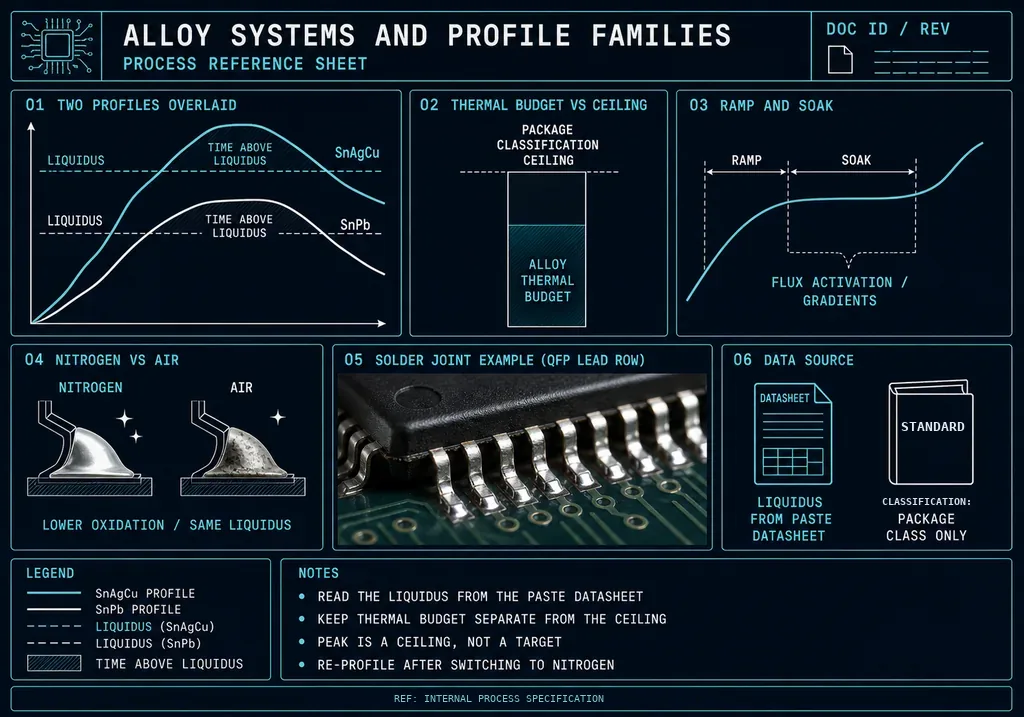 ALLOY SYSTEMS AND PROFILE FAMILIES
PROCESS REFERENCE SHEET
DOC ID / REV
01 TWO PROFILES OVERLAID
LIQUIDUS
TIME ABOVE
LIQUIDUS
SnAgCu
LIQUIDUS
TIME ABOVE
LIQUIDUS
SnPb
02 THERMAL BUDGET VS CEILING
PACKAGE
CLASSIFICATION
CEILING
ALLOY
THERMAL
BUDGET
03 RAMP AND SOAK
RAMP
SOAK
FLUX ACTIVATION /
GRADIENTS
04 NITROGEN VS AIR
NITROGEN
AIR
LOWER OXIDATION / SAME LIQUIDUS
05 SOLDER JOINT EXAMPLE (QFP LEAD ROW)
06 DATA SOURCE
DATASHEET
LIQUIDUS
FROM PASTE
DATASHEET
STANDARD
CLASSIFICATION:
PACKAGE
CLASS ONLY
LEGEND
SnAgCu PROFILE
SnPb PROFILE
LIQUIDUS (SnAgCu)
LIQUIDUS (SnPb)
TIME ABOVE LIQUIDUS
NOTES
• READ THE LIQUIDUS FROM THE PASTE DATASHEET
• KEEP THERMAL BUDGET SEPARATE FROM THE CEILING
• PEAK IS A CEILING, NOT A TARGET
• RE-PROFILE AFTER SWITCHING TO NITROGEN
REF: INTERNAL PROCESS SPECIFICATION